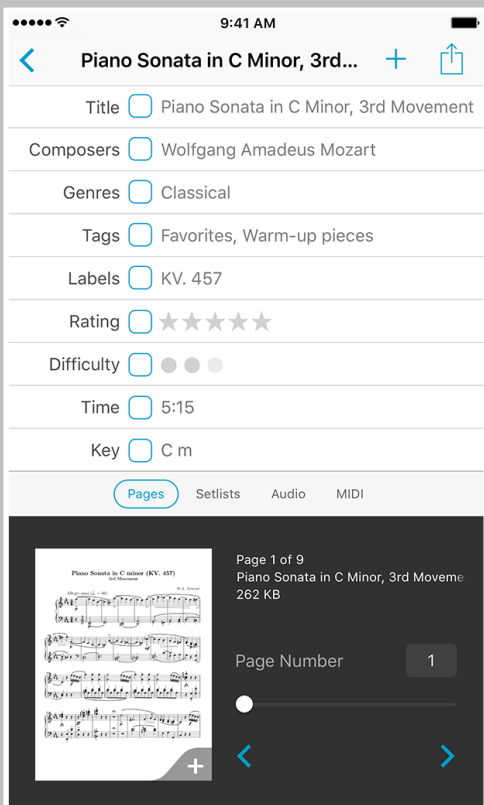 9:41 AM
Piano Sonata in C Minor, 3rd...
Title Piano Sonata in C Minor, 3rd Movement
Composers Wolfgang Amadeus Mozart
Genres Classical
Tags Favorites, Warm-up pieces
Labels KV. 457
Rating
Difficulty
Time 5:15
Key C m
Pages Setlists Audio MIDI
Page 1 of 9
Piano Sonata in C Minor, 3rd Moveme
262 KB
Page Number 1
Piano Sonata in C minor (KV. 457)
3rd Movement